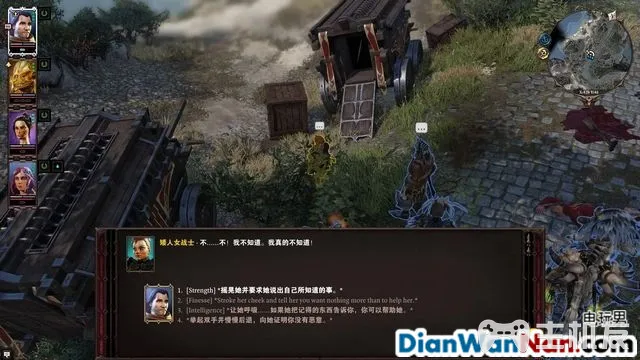 矮人女战士 - 不......不！我不知道。我真的不知道！
1. [Strength] *摇晃她并要求她说出自己所知道的事。*
2. [Finesse] *Stroke her cheek and tell her you want nothing more than to help her.*
3. [Intelligence] *让她呼吸......如果她把记得的东西告诉你，你可以帮助她。*
4. *举起双手并慢慢后退，向她证明你没有恶意。*
电玩男
DianWanNan.com